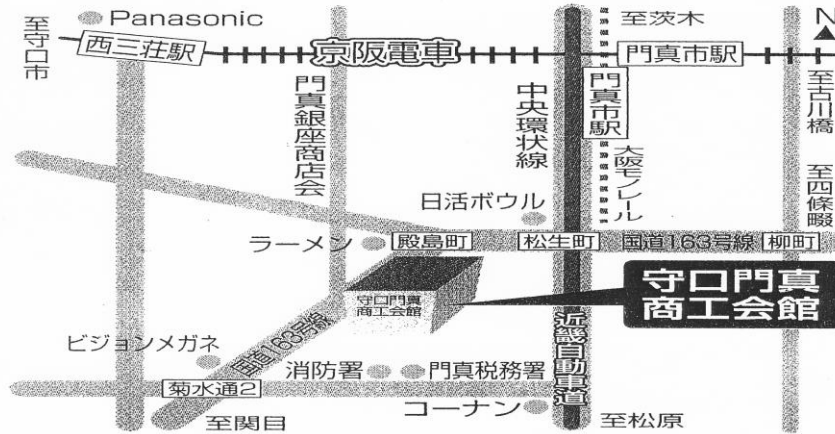 Panasonic
至茨木
N
至守口市
西三荘駅
京阪電車
門真市駅
門真銀座商店会
中央環状線
門真市駅
大阪モノレール
至古川橋
至四條畷
日活ボウル
ラーメン
殿島町
松生町
国道163号線
柳町
守口門真
商工会館
守口門真
商工会館
国道163号線
近畿自動車道
ビジョンメガネ
消防署
門真税務署
菊水通2
コーナン
至関目
至松原